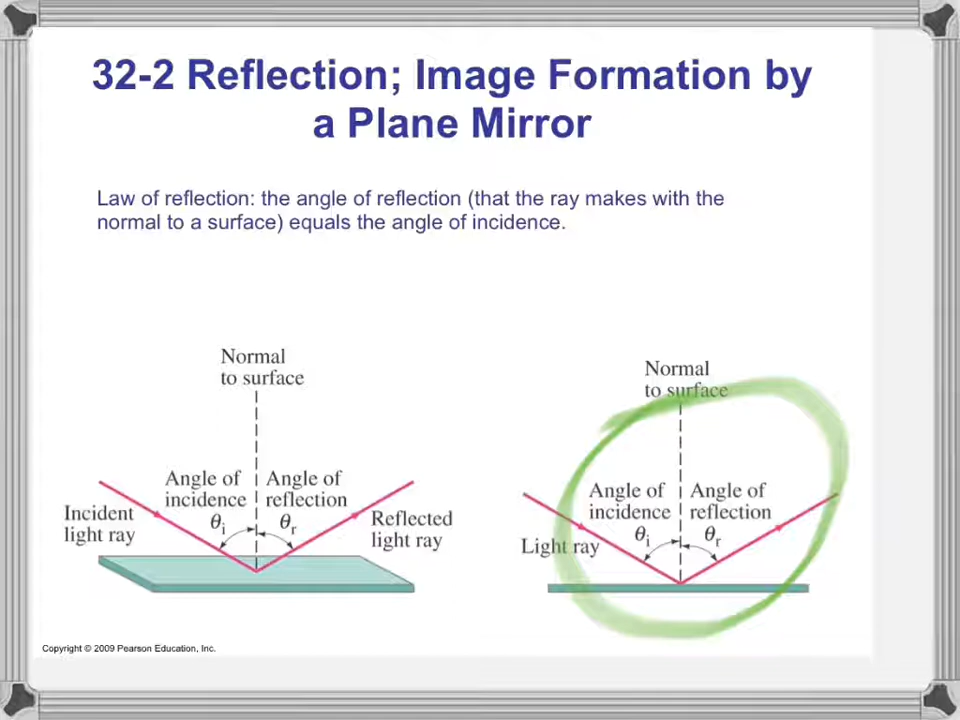 32-2 Reflection; Image Formation by
a Plane Mirror
Law of reflection: the angle of reflection (that the ray makes with the
normal to a surface) equals the angle of incidence.
Normal
to surface
Angle of
incidence
θi
Angle of
reflection
θr
Incident
light ray
Reflected
light ray
Normal
to surface
Angle of
incidence
θi
Angle of
reflection
θr
Light ray
Copyright © 2009 Pearson Education, Inc.